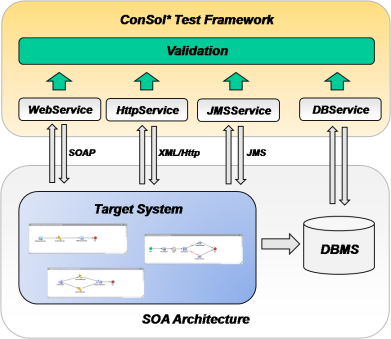 ConSol* Test Framework
Validation
WebService
HttpService
JMSService
DBService
SOAP
XML/Http
JMS
Target System
DBMS
SOA Architecture